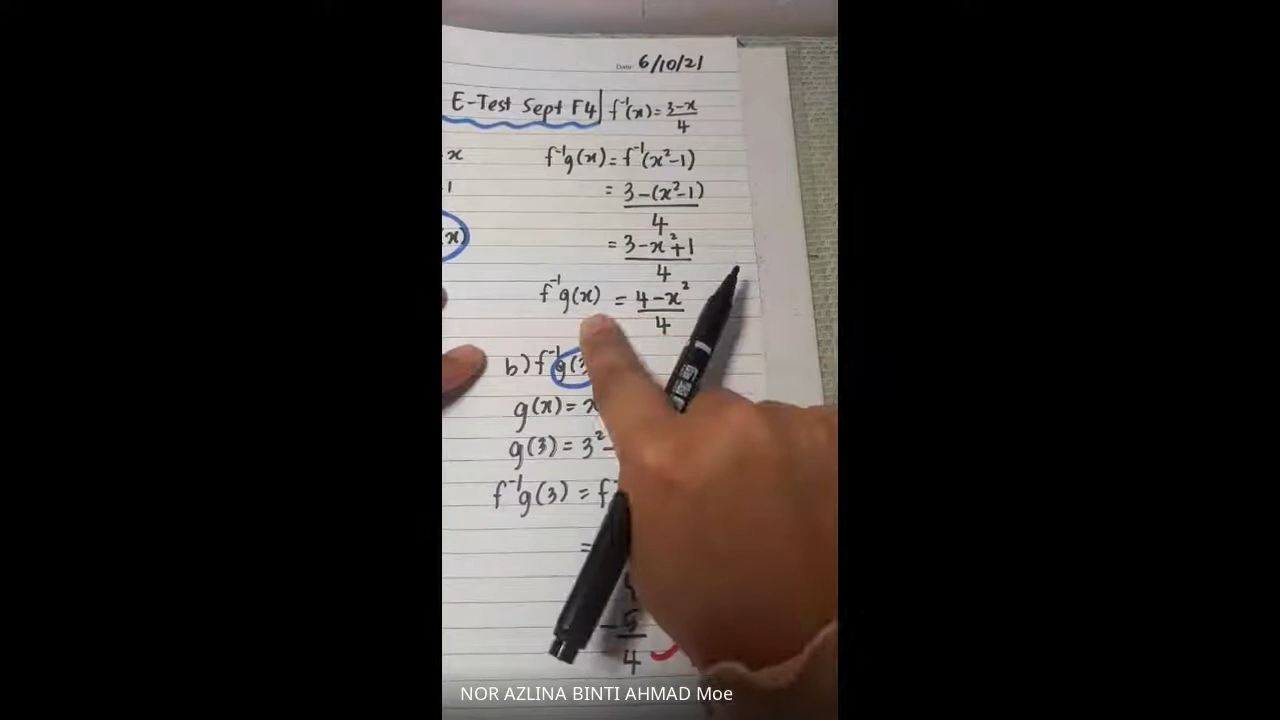 Date: 6/10/21
E-Test Sept F4 f⁻¹(x) = 3-x
4
x f⁻¹g(x) = f⁻¹(x²-1)
1 = 3-(x²-1)
4
(x) = 3-x²+1
4
f⁻¹g(x) = 4-x²
4
b) f⁻¹g(3
g(x) = x
g(3) = 3²-
f⁻¹g(3) = f
=
-5
4
NOR AZLINA BINTI AHMAD Moe